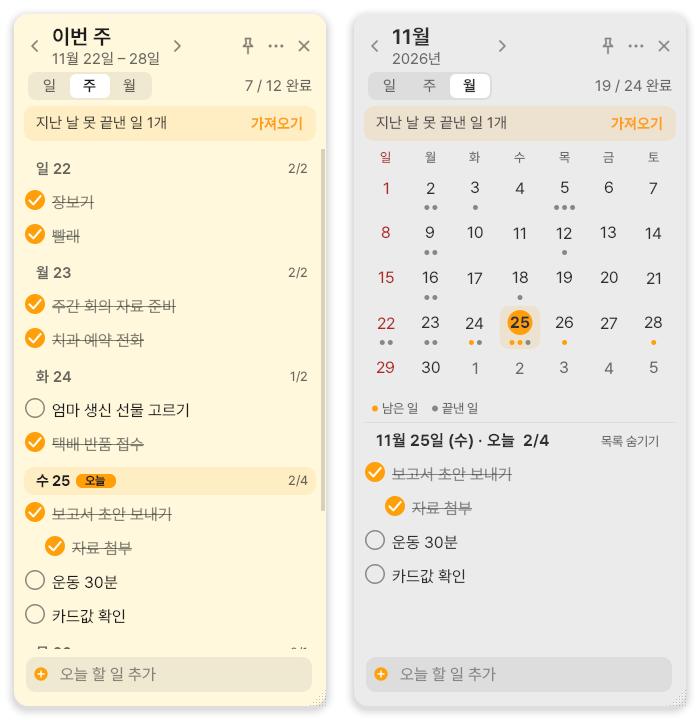 이번 주
11월 22일 – 28일
일 주 월
7 / 12 완료
지난 날 못 끝낸 일 1개 가져오기
일 22 2/2
장보기
빨래
월 23 2/2
주간 회의 자료 준비
치과 예약 전화
화 24 1/2
엄마 생신 선물 고르기
택배 반품 접수
수 25 오늘 2/4
보고서 초안 보내기
자료 첨부
운동 30분
카드값 확인
오늘 할 일 추가
11월
2026년
일 주 월
19 / 24 완료
지난 날 못 끝낸 일 1개 가져오기
일 월 화 수 목 금 토
1 2 3 4 5 6 7
8 9 10 11 12 13 14
15 16 17 18 19 20 21
22 23 24 25 26 27 28
29 30 1 2 3 4 5
남은 일 끝낸 일
11월 25일 (수) · 오늘 2/4 목록 숨기기
보고서 초안 보내기
자료 첨부
운동 30분
카드값 확인
오늘 할 일 추가